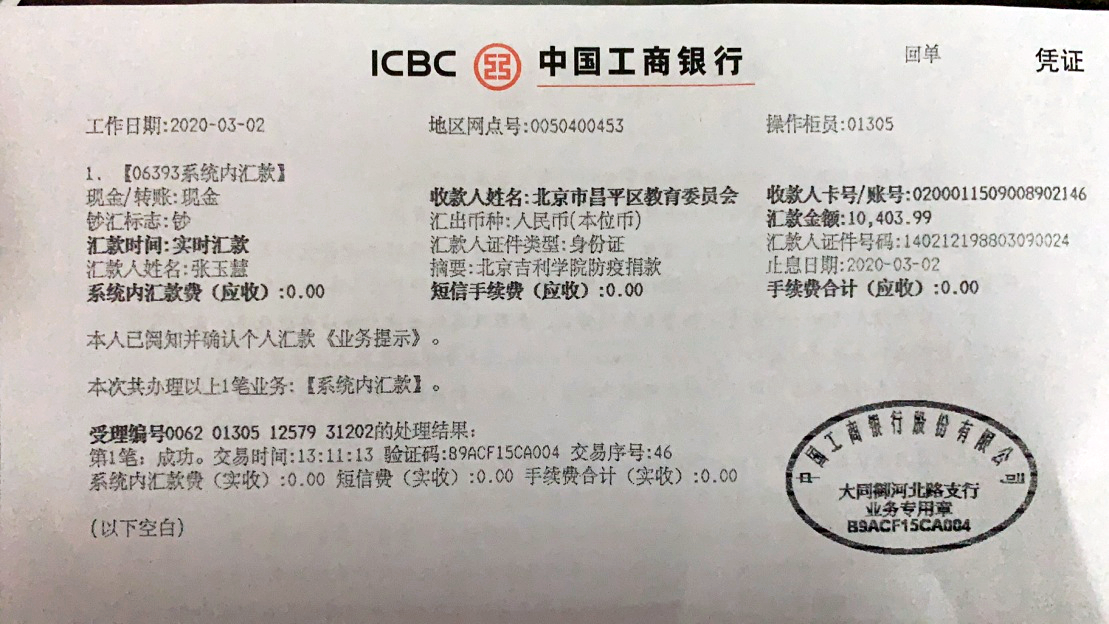 ICBC 中国工商银行 回单 凭证
工作日期:2020-03-02 地区网点号:0050400453 操作柜员:01305
1、【06393系统内汇款】
现金/转账:现金 收款人姓名:北京市昌平区教育委员会 收款人卡号/账号:0200011509008902146
钞汇标志:钞 汇出币种:人民币(本位币) 汇款金额:10,403.99
汇款时间:实时汇款 汇款人证件类型:身份证 汇款人证件号码:140212198803090024
汇款人姓名:张玉慧 摘要:北京吉利学院防疫捐款 止息日期:2020-03-02
系统内汇款费（应收）:0.00 短信手续费（应收）:0.00 手续费合计（应收）:0.00
本人已阅知并确认个人汇款《业务提示》。
本次共办理以上1笔业务:【系统内汇款】。
受理编号0062 01305 12579 31202的处理结果:
第1笔: 成功。交易时间:13:11:13 验证码:B9ACF15CA004 交易序号:46
系统内汇款费（实收）:0.00 短信费（实收）:0.00 手续费合计（实收）:0.00
(以下空白)
中国工商银行股份有限公司
大同御河北路支行
业务专用章
B9ACF15CA004